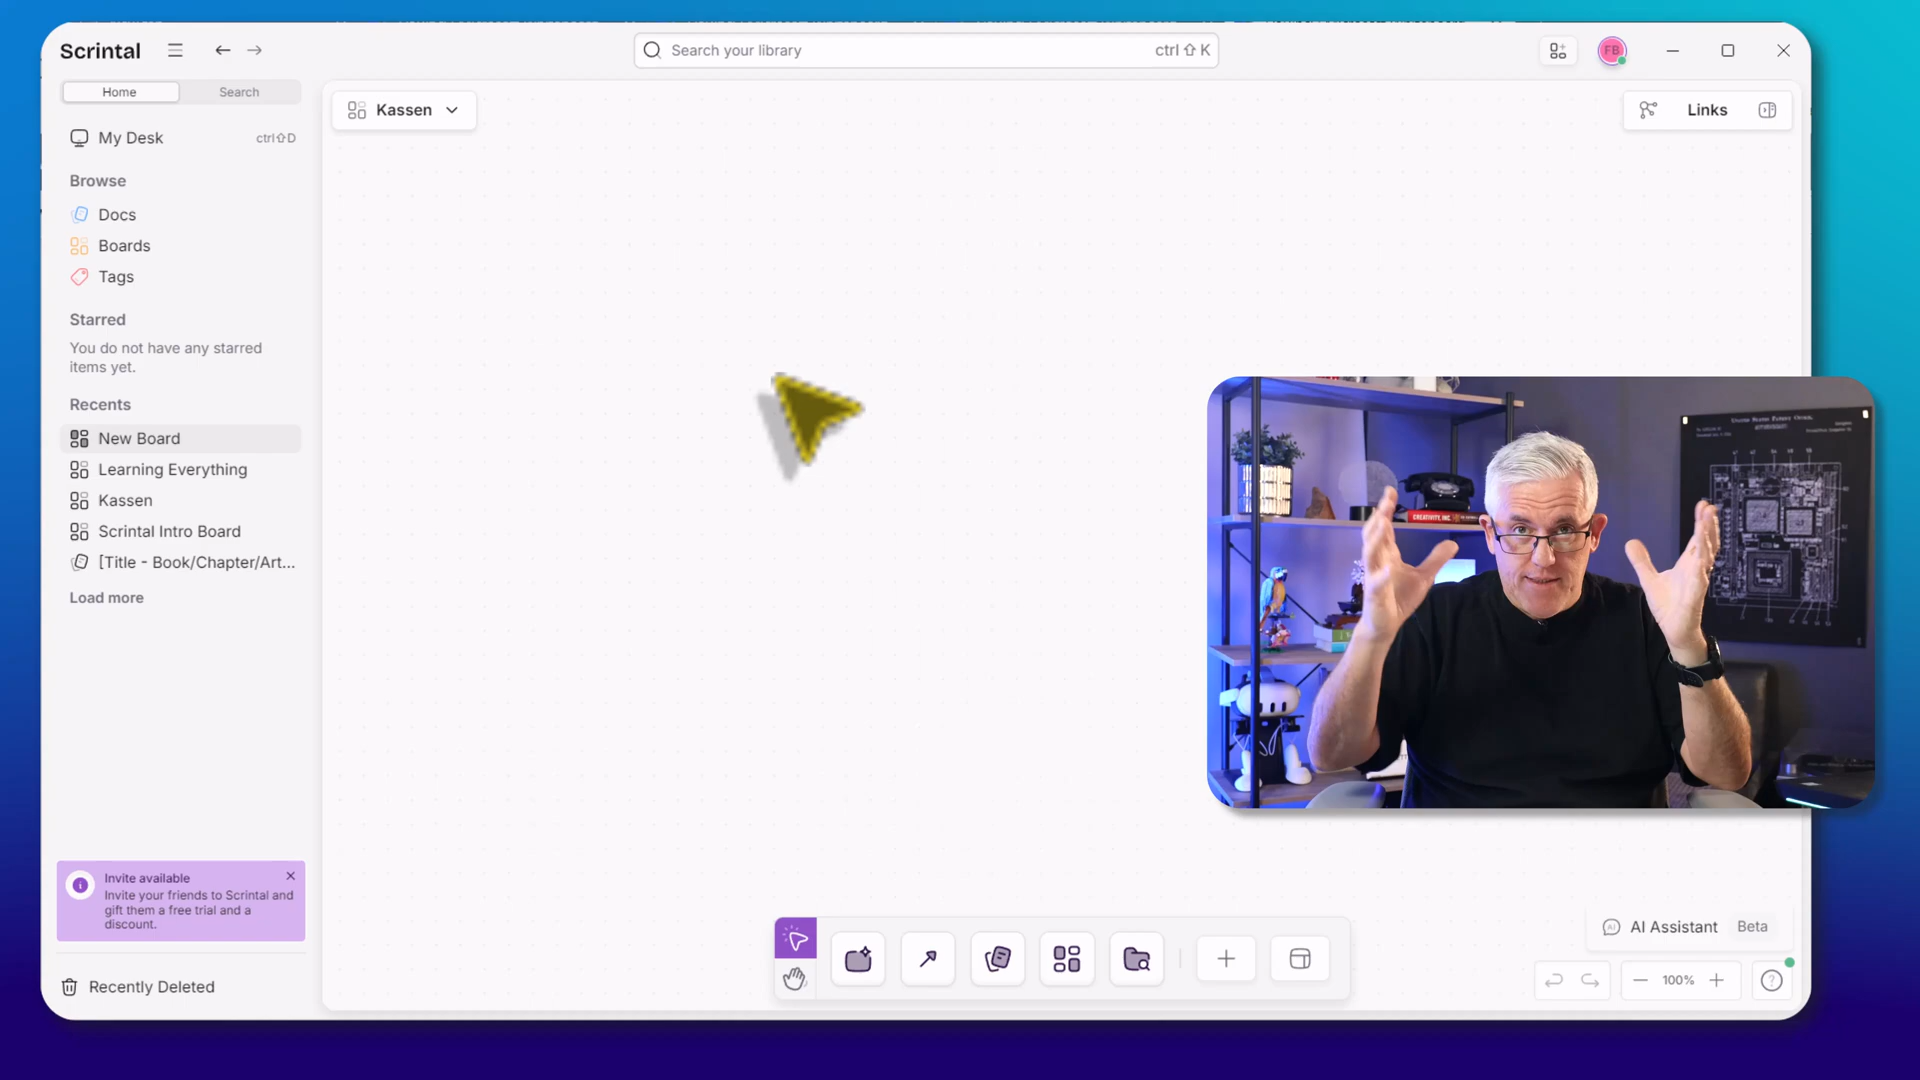 Scrintal
Search your library
ctrl ⇧ K
FB
Home
Search
My Desk
ctrl⇧D
Browse
Docs
Boards
Tags
Starred
You do not have any starred
items yet.
Recents
New Board
Learning Everything
Kassen
Scrintal Intro Board
[Title - Book/Chapter/Art...
Load more
Invite available
Invite your friends to Scrintal and
gift them a free trial and a
discount.
Recently Deleted
Kassen
Links
CREATIVITY, INC.
AI Assistant
Beta
100%
?